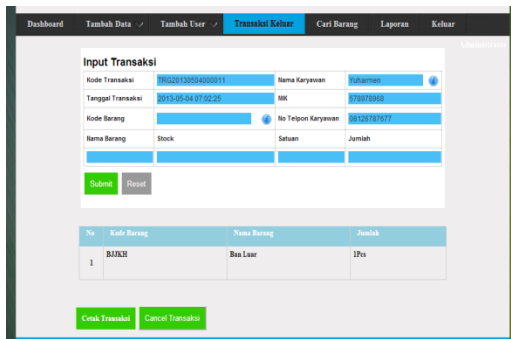 Dashboard Tambah Data Tambah User Transaksi Keluar Cari Barang Laporan Keluar
Administrator
Input Transaksi
Kode Transaksi TRG20130504000011 Nama Karyawan Yuharmen
Tanggal Transaksi 2013-05-04 07:02:25 NIK 578978968
Kode Barang No Telpon Karyawan 08126787677
Nama Barang Stock Satuan Jumlah
Submit Reset
No Kode Barang Nama Barang Jumlah
1 BJJKH Ban Luar 1Pcs
Cetak Transaksi Cancel Transaksi